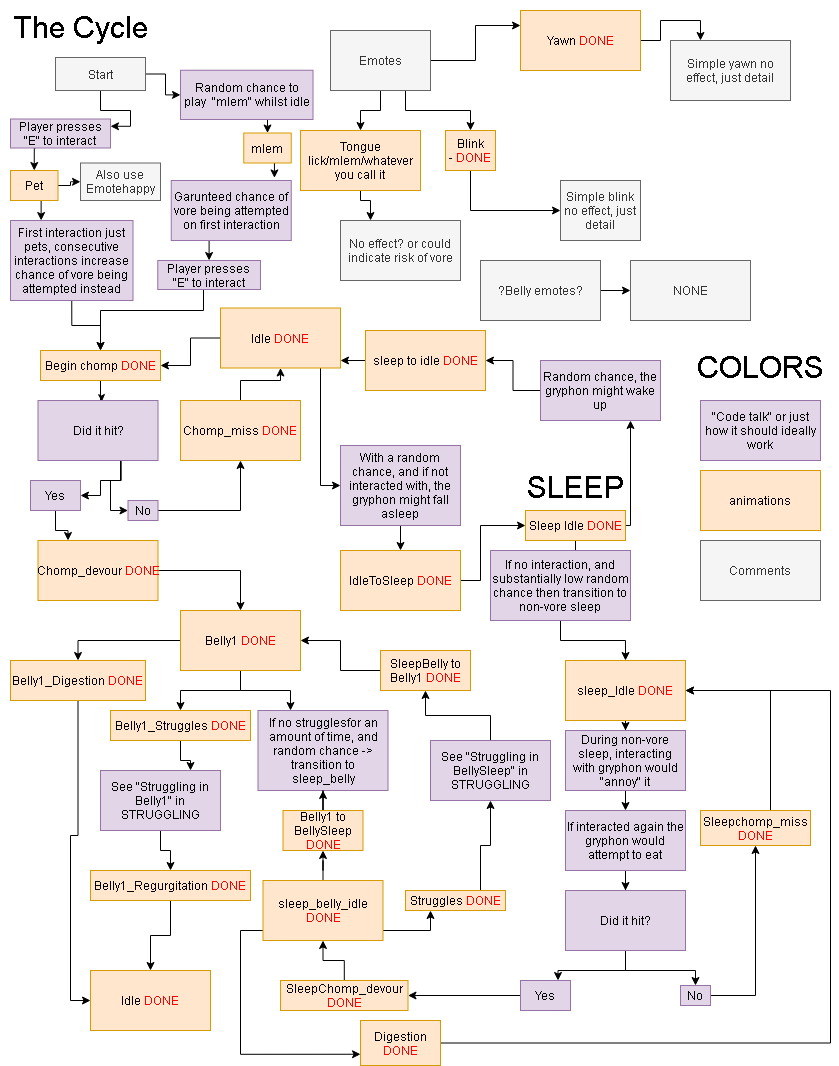 The Cycle
Start
Random chance to
play "mlem" whilst idle
Player presses
"E" to interact
mlem
Pet
Also use
Emotehappy
Garunteed chance of
vore being attempted
on first interaction
First interaction just
pets, consecutive
interactions increase
chance of vore being
attempted instead
Player presses
"E" to interact
Emotes
Yawn DONE
Simple yawn no
effect, just detail
Tongue
lick/mlem/whatever
you call it
Blink
- DONE
Simple blink
no effect, just
detail
No effect? or could
indicate risk of vore
?Belly emotes?
NONE
Begin chomp DONE
Idle DONE
sleep to idle DONE
Random chance, the
gryphon might wake
up
COLORS
"Code talk" or just
how it should ideally
work
animations
Comments
Did it hit?
Chomp_miss DONE
Yes
No
With a random
chance, and if not
interacted with, the
gryphon might fall
asleep
SLEEP
Sleep Idle DONE
Chomp_devour DONE
IdleToSleep DONE
If no interaction, and
substantially low random
chance then transition to
non-vore sleep
Belly1 DONE
Belly1_Digestion DONE
SleepBelly to
Belly1 DONE
sleep_Idle DONE
Belly1_Struggles DONE
If no strugglesfor an
amount of time, and
random chance ->
transition to
sleep_belly
See "Struggling in
BellySleep" in
STRUGGLING
During non-vore
sleep, interacting
with gryphon would
"annoy" it
See "Struggling in
Belly1" in
STRUGGLING
Belly1 to
BellySleep
DONE
If interacted again the
gryphon would
attempt to eat
Sleepchomp_miss
DONE
Belly1_Regurgitation DONE
sleep_belly_idle
DONE
Struggles DONE
Did it hit?
Idle DONE
SleepChomp_devour
DONE
Yes
No
Digestion
DONE